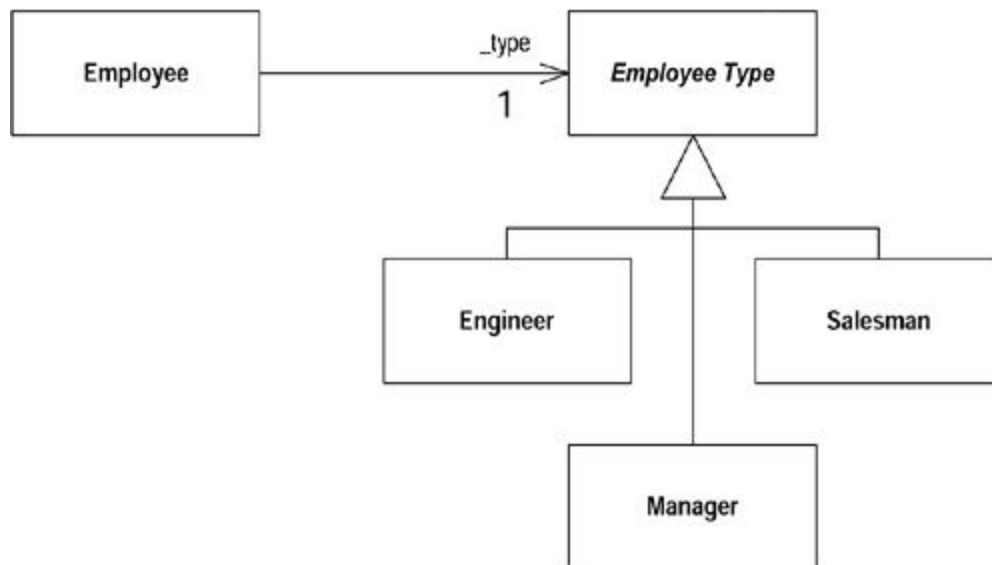 Employee
_type
1
Employee Type
Engineer
Salesman
Manager